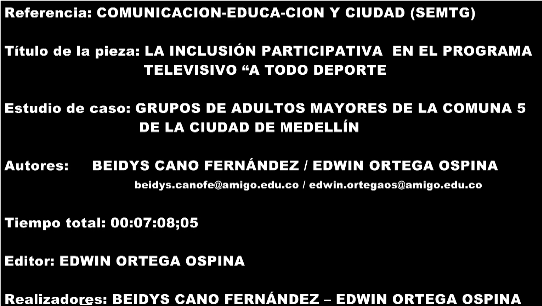 Referencia: COMUNICACION-EDUCA-CION Y CIUDAD (SEMTG)
Título de la pieza: LA INCLUSIÓN PARTICIPATIVA EN EL PROGRAMA
TELEVISIVO “A TODO DEPORTE
Estudio de caso: GRUPOS DE ADULTOS MAYORES DE LA COMUNA 5
DE LA CIUDAD DE MEDELLÍN
Autores: BEIDYS CANO FERNÁNDEZ / EDWIN ORTEGA OSPINA
beidys.canofe@amigo.edu.co / edwin.ortegaos@amigo.edu.co
Tiempo total: 00:07:08;05
Editor: EDWIN ORTEGA OSPINA
Realizadores: BEIDYS CANO FERNÁNDEZ – EDWIN ORTEGA OSPINA